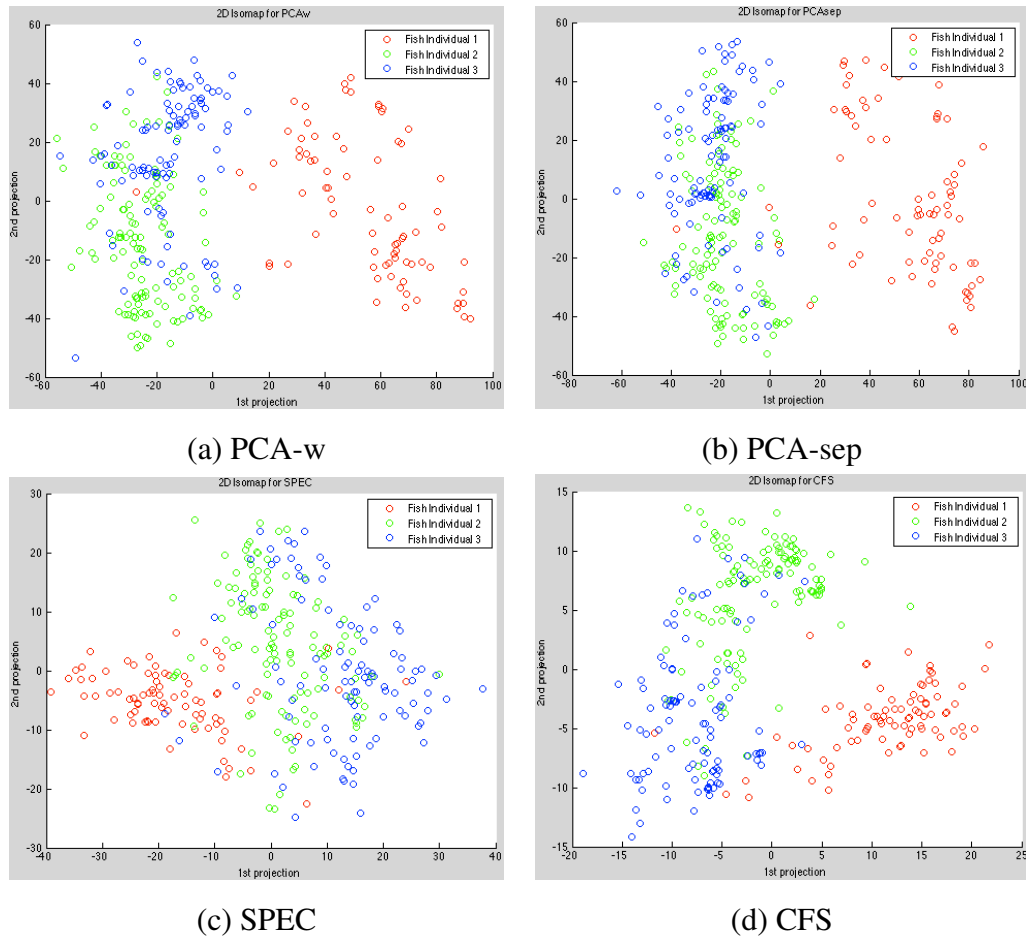 2D Isomap for PCAw
Fish Individual 1
Fish Individual 2
Fish Individual 3
60
40
20
0
-20
-40
-60
2nd projection
-60 -40 -20 0 20 40 60 80 100
1st projection
(a) PCA-w
2D Isomap for PCAsep
Fish Individual 1
Fish Individual 2
Fish Individual 3
60
40
20
0
-20
-40
-60
2nd projection
-80 -60 -40 -20 0 20 40 60 80 100
1st projection
(b) PCA-sep
2D Isomap for SPEC
Fish Individual 1
Fish Individual 2
Fish Individual 3
30
20
10
0
-10
-20
-30
2nd projection
-40 -30 -20 -10 0 10 20 30 40
1st projection
(c) SPEC
2D Isomap for CFS
Fish Individual 1
Fish Individual 2
Fish Individual 3
15
10
5
0
-5
-10
-15
2nd projection
-20 -15 -10 -5 0 5 10 15 20 25
1st projection
(d) CFS